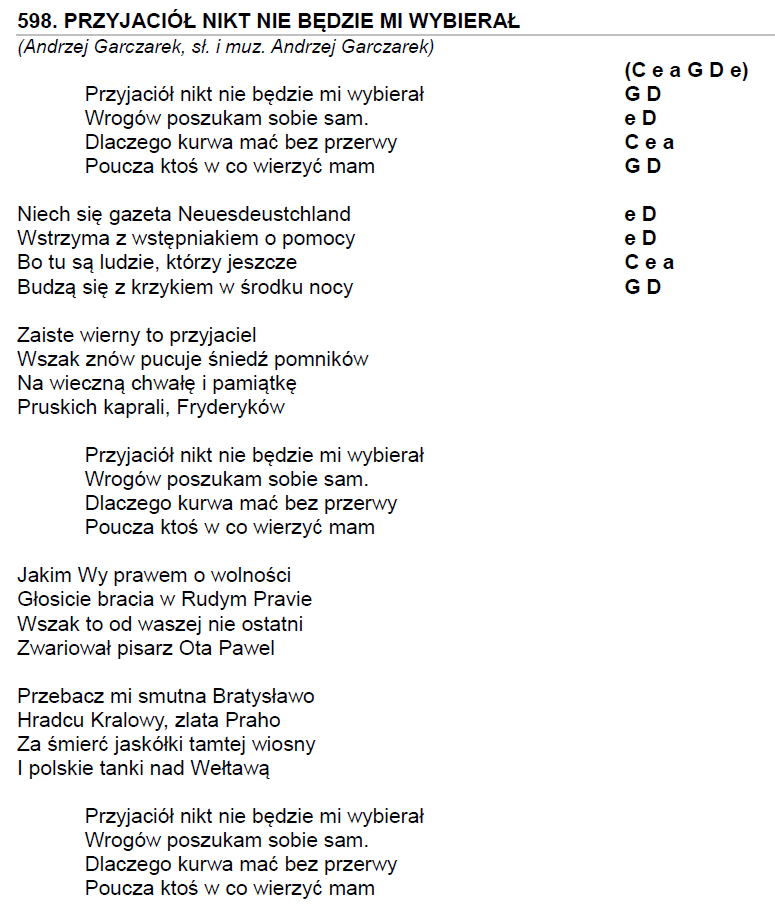 598. PRZYJACIÓŁ NIKT NIE BĘDZIE MI WYBIERAŁ
(Andrzej Garczarek, sł. i muz. Andrzej Garczarek)
(C e a G D e)
Przyjaciół nikt nie będzie mi wybierał G D
Wrogów poszukam sobie sam. e D
Dlaczego kurwa mać bez przerwy C e a
Poucza ktoś w co wierzyć mam G D
Niech się gazeta Neuesdeustchland e D
Wstrzyma z wstępniakiem o pomocy e D
Bo tu są ludzie, którzy jeszcze C e a
Budzą się z krzykiem w środku nocy G D
Zaiste wierny to przyjaciel
Wszak znów pucuje śniedź pomników
Na wieczną chwałę i pamiątkę
Pruskich kaprali, Fryderyków
Przyjaciół nikt nie będzie mi wybierał
Wrogów poszukam sobie sam.
Dlaczego kurwa mać bez przerwy
Poucza ktoś w co wierzyć mam
Jakim Wy prawem o wolności
Głosicie bracia w Rudym Pravie
Wszak to od waszej nie ostatni
Zwariował pisarz Ota Pawel
Przebacz mi smutna Bratysławo
Hradcu Kralowy, zlata Praho
Za śmierć jaskółki tamtej wiosny
I polskie tanki nad Wełtawą
Przyjaciół nikt nie będzie mi wybierał
Wrogów poszukam sobie sam.
Dlaczego kurwa mać bez przerwy
Poucza ktoś w co wierzyć mam